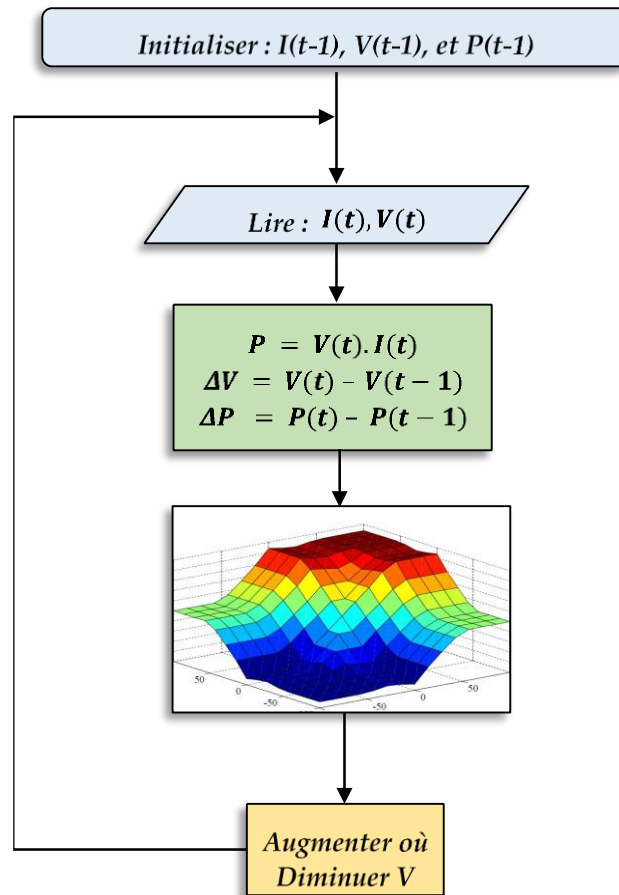 Initialiser : I(t-1), V(t-1), et P(t-1)
Lire : I(t), V(t)
P = V(t). I(t)
ΔV = V(t) – V(t − 1)
ΔP = P(t) – P(t − 1)
50
0
-50
-50
0
50
Augmenter où
Diminuer V